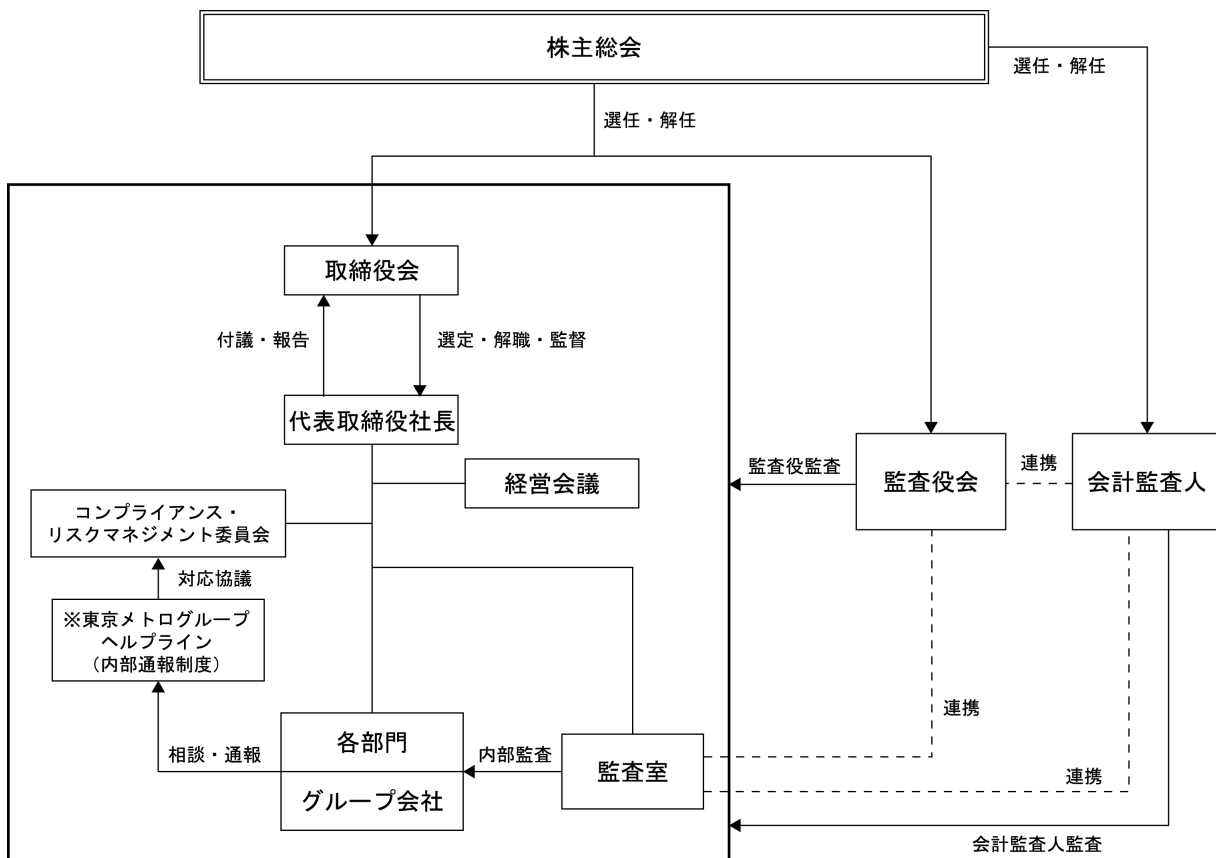 株主総会
選任・解任
選任・解任
取締役会
付議・報告
選定・解職・監督
代表取締役社長
経営会議
監査役監査
監査役会
連携
会計監査人
コンプライアンス・
リスクマネジメント委員会
対応協議
※東京メトログループ
ヘルプライン
（内部通報制度）
相談・通報
各部門
グループ会社
内部監査
監査室
連携
連携
会計監査人監査